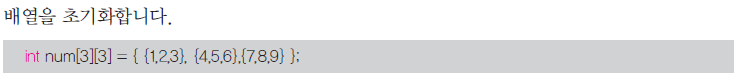 배열을 초기화합니다.
int num[3][3] = { {1,2,3}, {4,5,6},{7,8,9} };